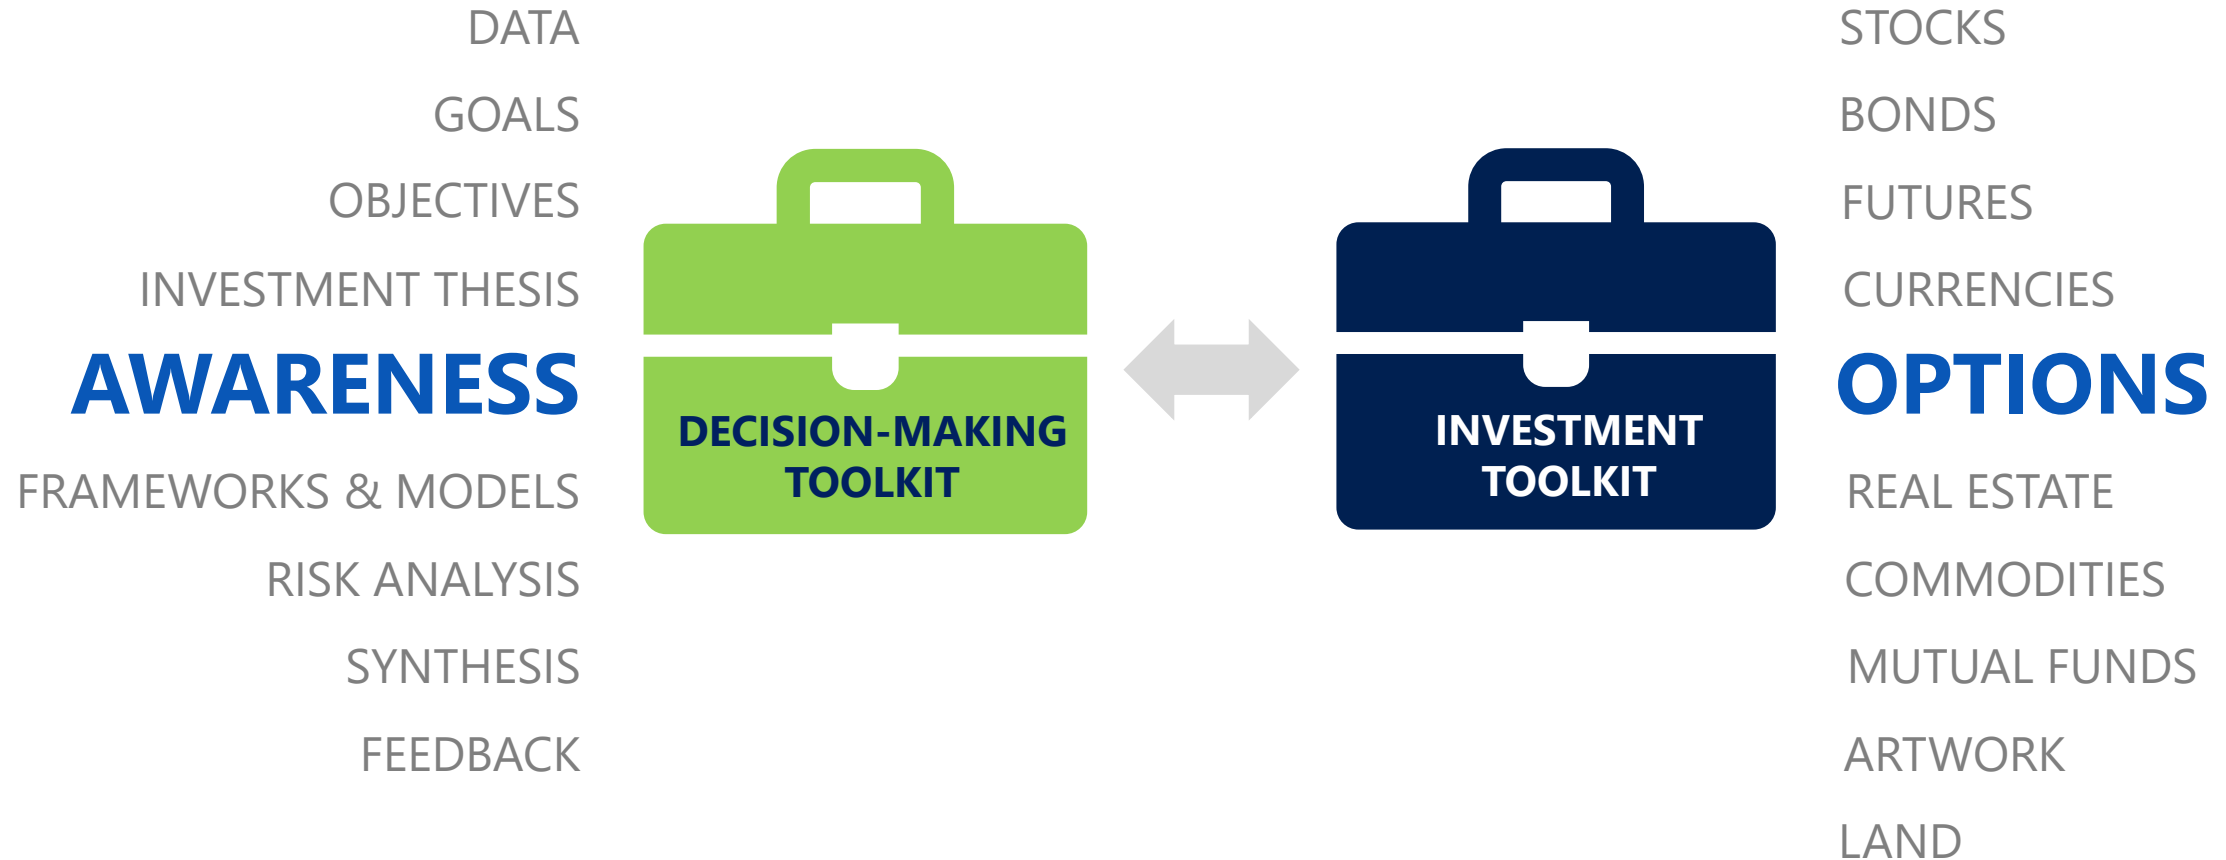 DATA
GOALS
OBJECTIVES
INVESTMENT THESIS
AWARENESS
FRAMEWORKS & MODELS
RISK ANALYSIS
SYNTHESIS
FEEDBACK
DECISION-MAKING
TOOLKIT
INVESTMENT
TOOLKIT
STOCKS
BONDS
FUTURES
CURRENCIES
OPTIONS
REAL ESTATE
COMMODITIES
MUTUAL FUNDS
ARTWORK
LAND